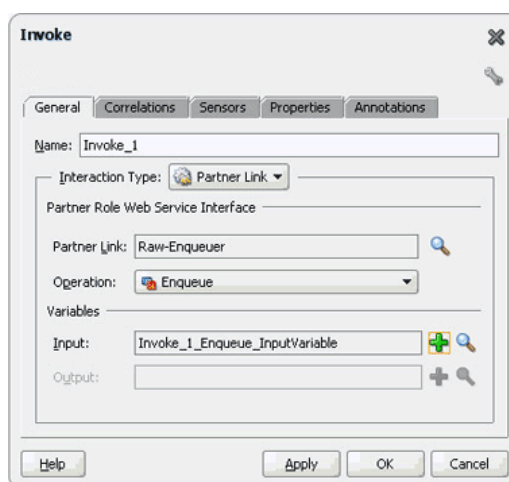 Invoke
General Correlations Sensors Properties Annotations
Name: Invoke_1
Interaction Type: Partner Link
Partner Role Web Service Interface
Partner Link: Raw-Enqueuer
Operation: Enqueue
Variables
Input: Invoke_1_Enqueue_InputVariable
Output:
Help Apply OK Cancel